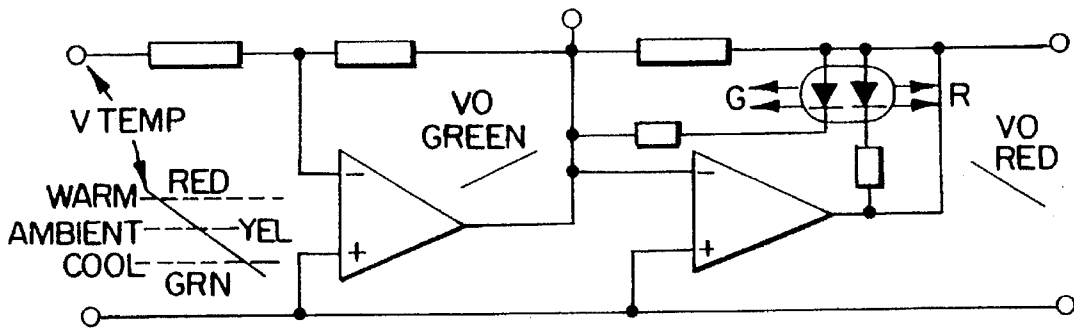 V TEMP
WARM RED
AMBIENT YEL
COOL
GRN
VO
GREEN
G
R
VO
RED
−
+
−
+